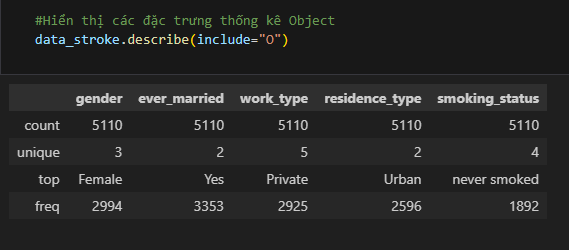 #Hiển thị các đặc trưng thống kê Object
data_stroke.describe(include="O")
gender ever_married work_type residence_type smoking_status
count 5110 5110 5110 5110 5110
unique 3 2 5 2 4
top Female Yes Private Urban never smoked
freq 2994 3353 2925 2596 1892